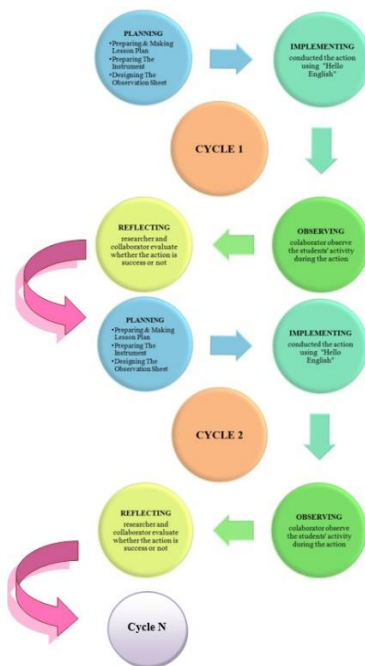 PLANNING
•Preparing & Making
Lesson Plan
•Preparing The
Instrument
•Designing The
Observation Sheet
IMPLEMENTING
conducted the action
using "Hello
English"
CYCLE 1
REFLECTING
researcher and
collaborator evaluate
whether the action is
success or not
OBSERVING
colaborator observe
the students' activity
during the action
PLANNING
•Preparing & Making
Lesson Plan
•Preparing The
Instrument
•Designing The
Observation Sheet
IMPLEMENTING
conducted the action
using "Hello
English"
CYCLE 2
REFLECTING
researcher and
collaborator evaluate
whether the action is
success or not
OBSERVING
colaborator observe
the students' activity
during the action
Cycle N